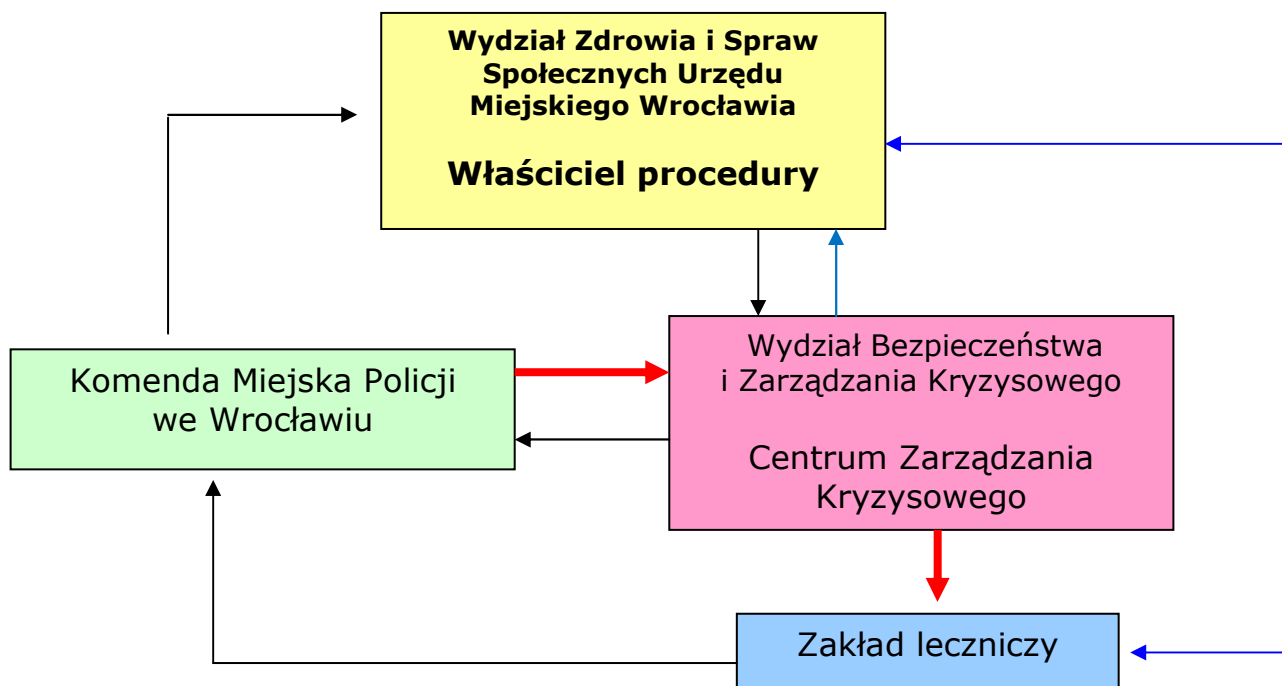 Wydział Zdrowia i Spraw
Społecznych Urzędu
Miejskiego Wrocławia
Właściciel procedury
Komenda Miejska Policji
we Wrocławiu
Wydział Bezpieczeństwa
i Zarządzania Kryzysowego
Centrum Zarządzania
Kryzysowego
Zakład leczniczy